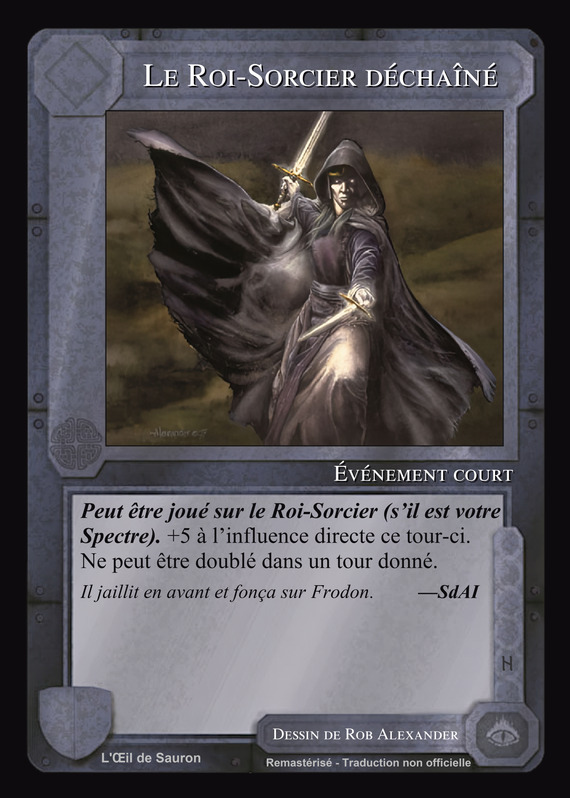 Le Roi-Sorcier déchaîné
Événement court
Peut être joué sur le Roi-Sorcier (s'il est votre
Spectre). +5 à l'influence directe ce tour-ci.
Ne peut être doublé dans un tour donné.
Il jaillit en avant et fonça sur Frodon. —SdAI
Dessin de Rob Alexander
L'Œil de Sauron
Remastérisé - Traduction non officielle